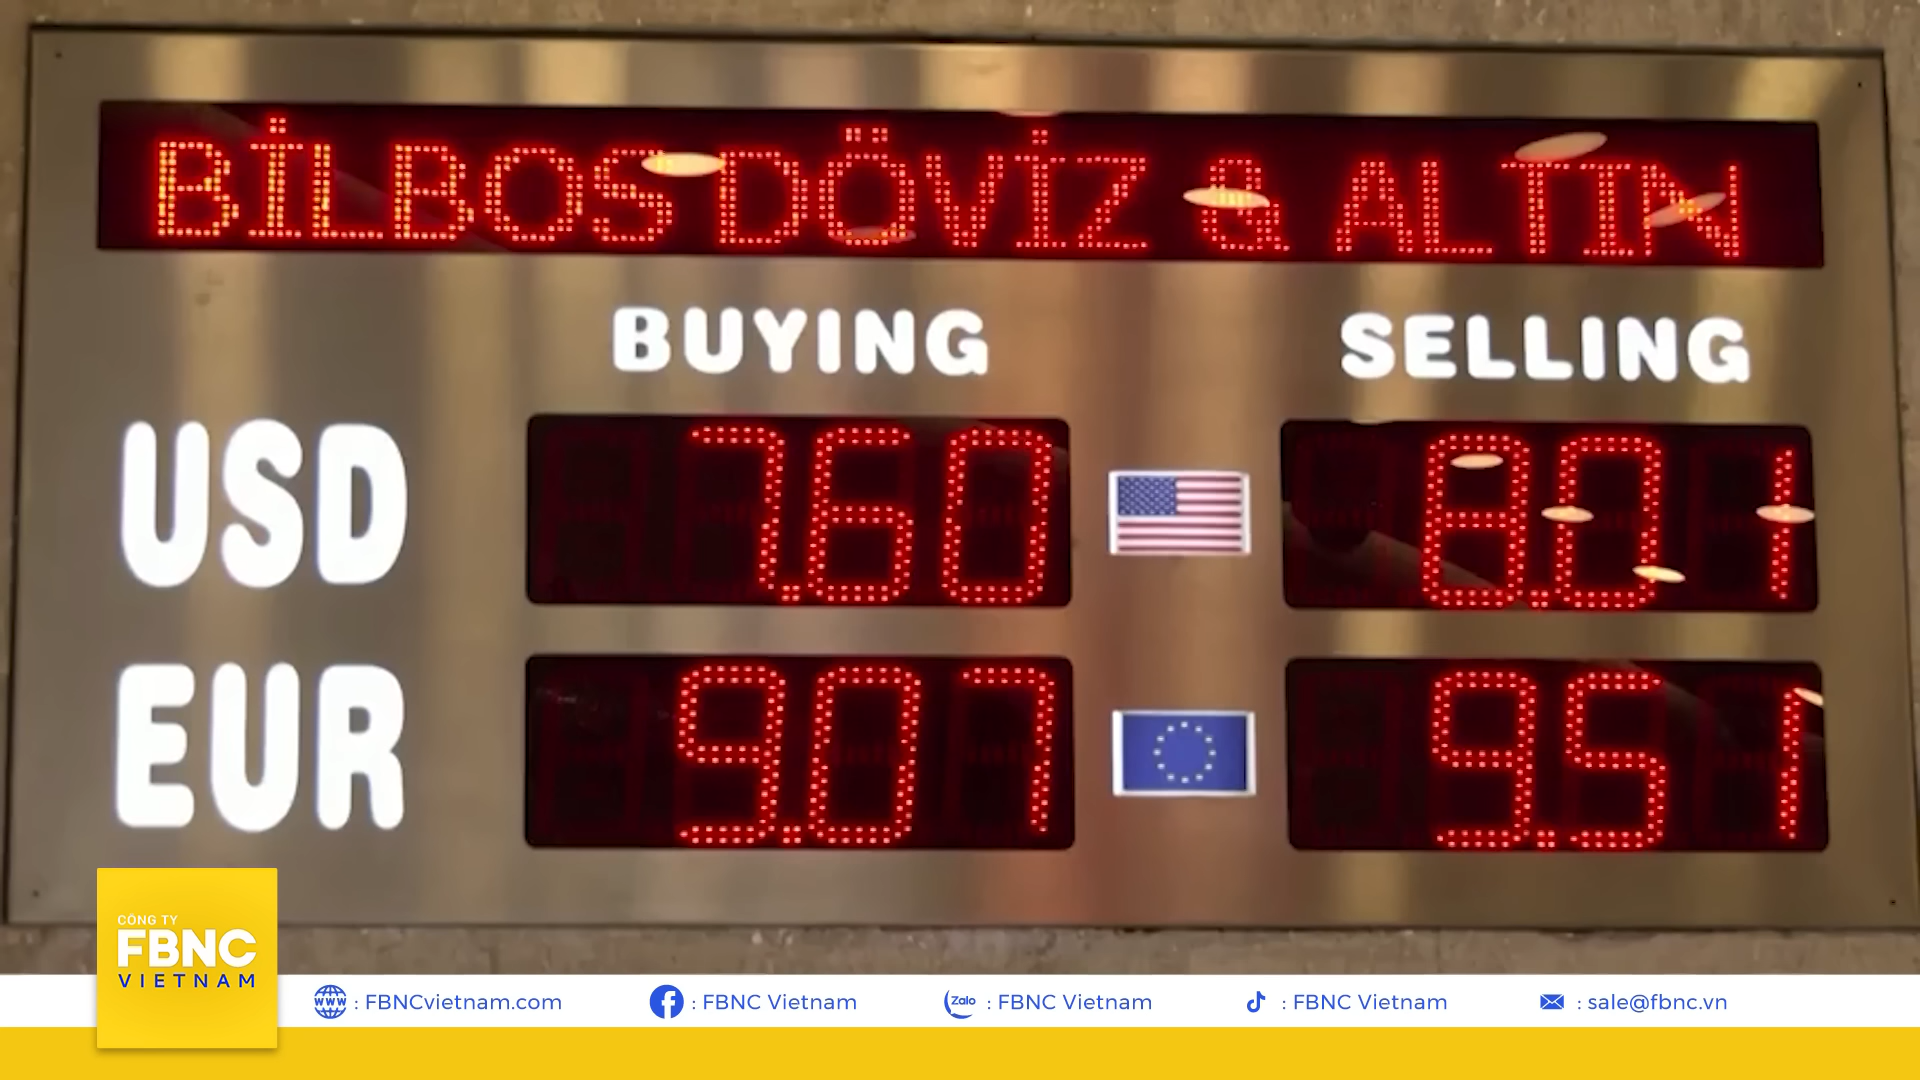 BİLBOS DÖVİZ & ALTIN
BUYING SELLING
USD 7.60 8.01
EUR 9.07 9.51
CÔNG TY
FBNC
VIETNAM
www : FBNCvietnam.com : FBNC Vietnam Zalo : FBNC Vietnam : FBNC Vietnam : sale@fbnc.vn